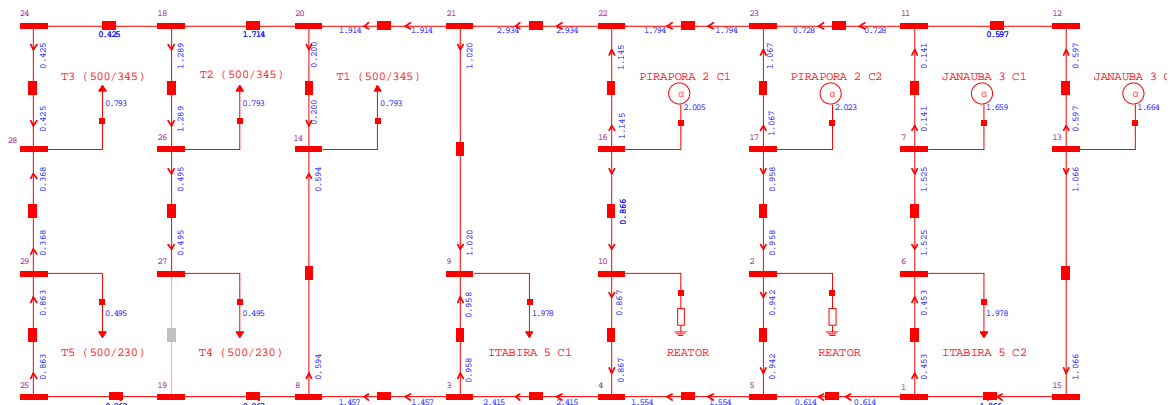 24 18 20 21 22 23 11 12
0.425 1.714 1.914 1.914 2.934 2.934 1.794 1.794 0.728 0.728 0.597
0.425 1.289 0.200 1.020 1.145 1.067 0.141 0.597
T3 (500/345) T2 (500/345) T1 (500/345) PIRAPORA 2 C1 PIRAPORA 2 C2 JANAUBA 3 C1 JANAUBA 3 C
G G G G
0.793 0.793 0.793 2.005 2.023 1.659 1.664
0.425 1.289 0.200 1.145 1.067 0.141 0.597
28 26 14 16 17 7 13
0.368 0.495 0.594 0.958 1.525 1.066
0.866
0.368 0.495 1.020 0.958 1.525
29 27 9 10 2 6
0.863 0.958 0.867 0.942 0.453
0.495 0.495 1.978 1.978
T5 (500/230) T4 (500/230) ITABIRA 5 C1 REATOR REATOR ITABIRA 5 C2
0.863 0.594 0.958 0.867 0.942 0.453 1.066
25 19 8 3 4 5 1 15
1.457 1.457 2.415 2.415 1.554 1.554 0.614 0.614